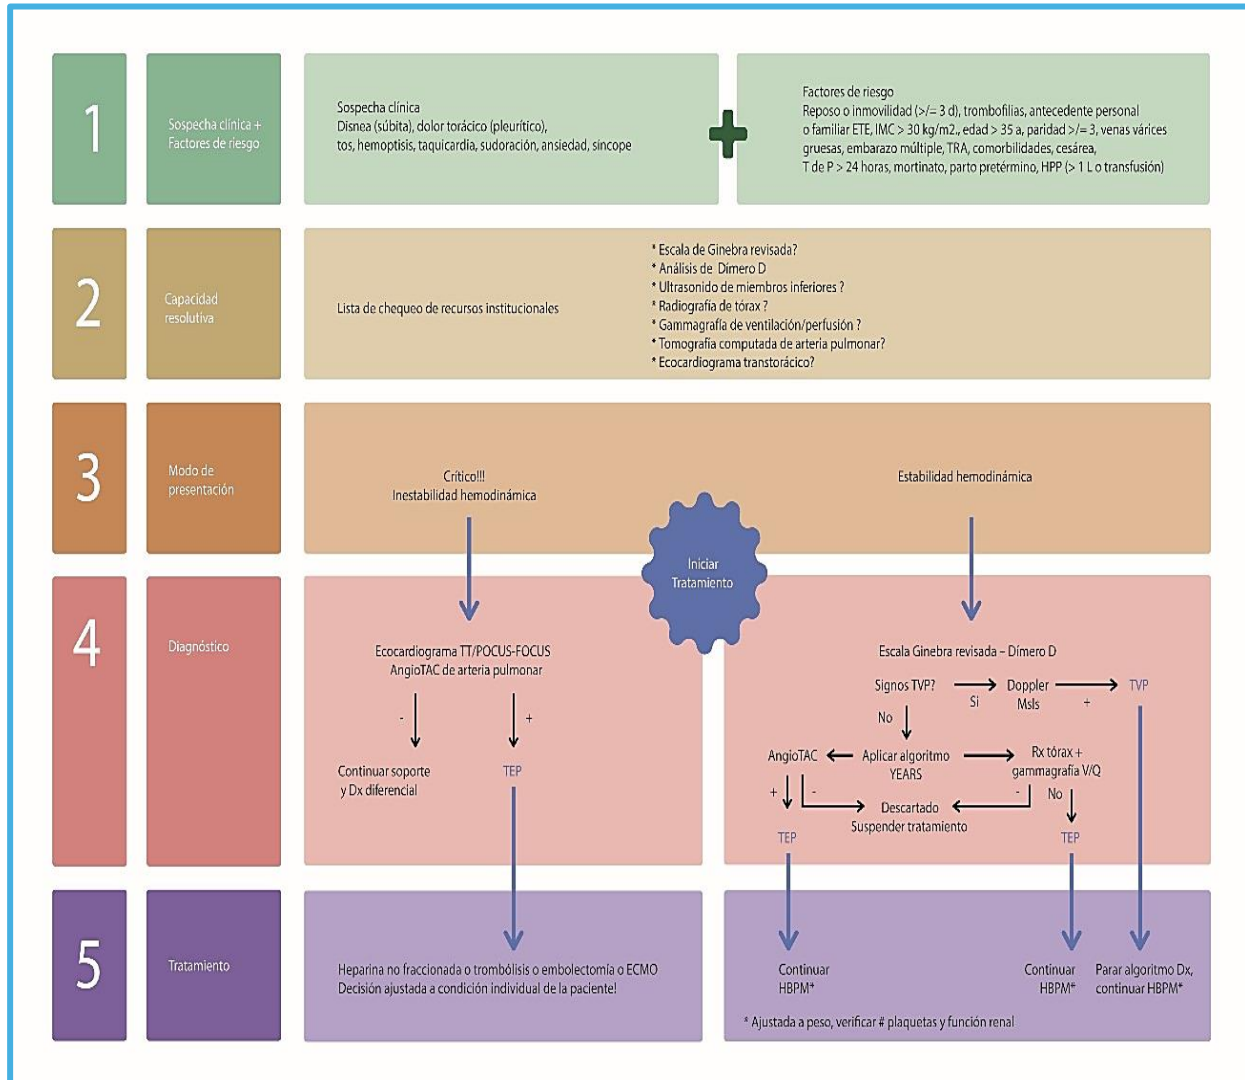 1
Sospecha clínica +
Factores de riesgo
Sospecha clínica
Disnea (súbita), dolor torácico (pleurítico),
tos, hemoptisis, taquicardia, sudoración, ansiedad, síncope
Factores de riesgo
Reposo o inmovilidad (>/= 3 d), trombofilias, antecedente personal
o familiar ETE, IMC > 30 kg/m2., edad > 35 a, paridad >/= 3, venas várices
gruesas, embarazo múltiple, TRA, comorbilidades, cesárea,
T de P > 24 horas, mortinato, parto pretérmino, HPP (> 1 L o transfusión)
2
Capacidad
resolutiva
Lista de chequeo de recursos institucionales
* Escala de Ginebra revisada?
* Análisis de Dímero D
* Ultrasonido de miembros inferiores ?
* Radiografía de tórax ?
* Gammagrafía de ventilación/perfusión ?
* Tomografía computada de arteria pulmonar?
* Ecocardiograma transtorácico?
3
Modo de
presentación
Crítico!!!
Inestabilidad hemodinámica
Estabilidad hemodinámica
Iniciar
Tratamiento
4
Diagnóstico
Ecocardiograma TT/POCUS-FOCUS
AngioTAC de arteria pulmonar
-
+
Continuar soporte
y Dx diferencial
TEP
Escala Ginebra revisada – Dímero D
Signos TVP?
Si
Doppler
MsIs
+
TVP
No
AngioTAC
Aplicar algoritmo
YEARS
Rx tórax +
gammagrafía V/Q
+
-
-
No
Descartado
Suspender tratamiento
TEP
TEP
5
Tratamiento
Heparina no fraccionada o trombólisis o embolectomía o ECMO
Decisión ajustada a condición individual de la paciente!
Continuar
HBPM*
Continuar
HBPM*
Parar algoritmo Dx,
continuar HBPM*
* Ajustada a peso, verificar # plaquetas y función renal